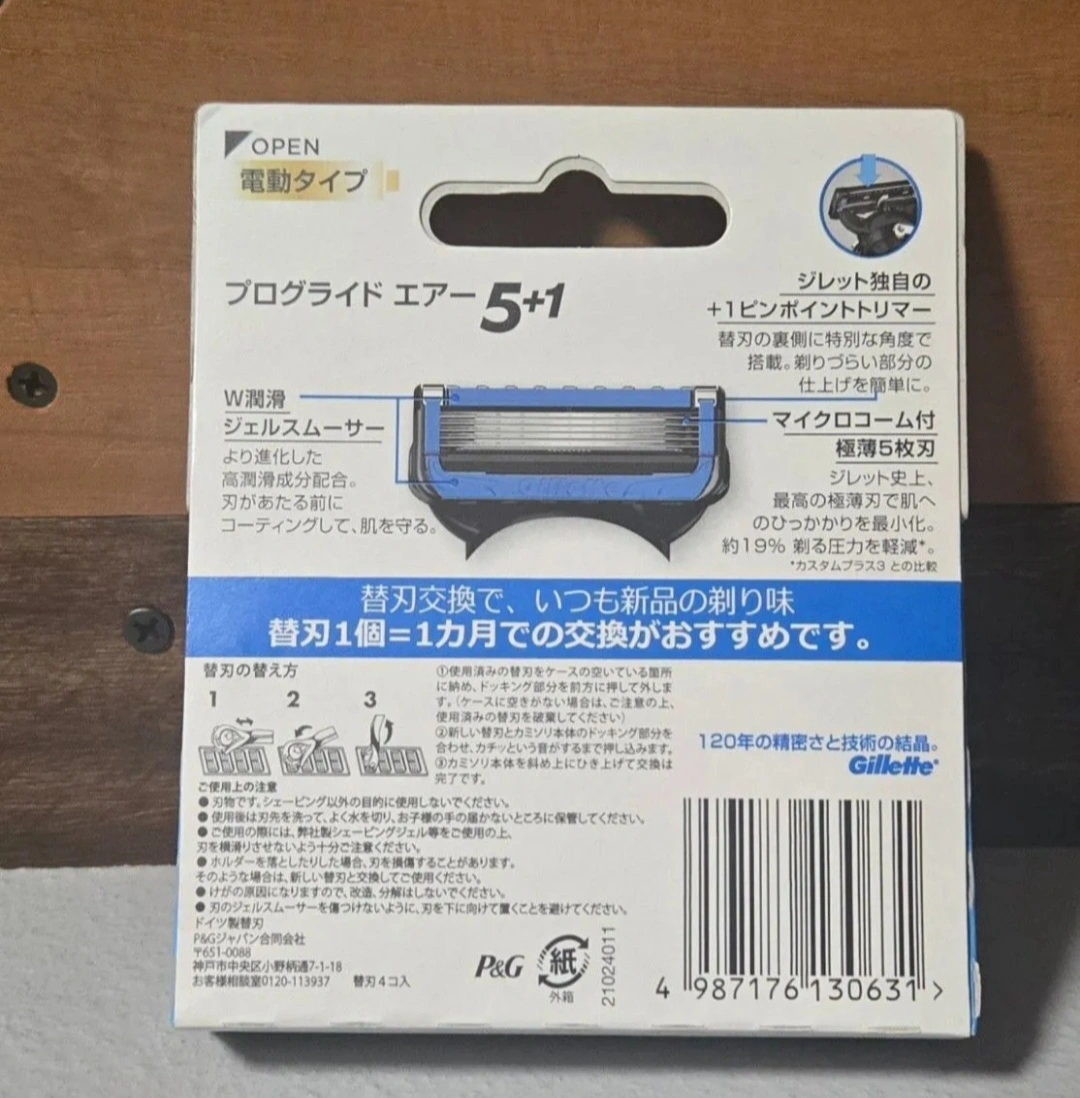 OPEN
電動タイプ
プログライド エアー 5+1
ジレット独自の
+1ピンポイントトリマー
替刃の裏側に特別な角度で
搭載。剃りづらい部分の
仕上げを簡単に。
W潤滑
ジェルスムーサー
より進化した
高潤滑成分配合。
刃があたる前に
コーティングして、肌を守る。
マイクロコーム付
極薄5枚刃
ジレット史上、
最高の極薄刃で肌へ
のひっかかりを最小化。
約19% 剃る圧力を軽減*。
*カスタムプラス3 との比較
Gillette
替刃交換で、いつも新品の剃り味
替刃1個=1カ月での交換がおすすめです。
替刃の替え方
1 2 3
①使用済みの替刃をケースの空いている箇所
に納め、ドッキング部分を前方に押して外しま
す。(ケースに空きがない場合は、ご注意の上、
使用済みの替刃を破棄してください)
②新しい替刃とカミソリ本体のドッキング部分を
合わせ、カチッという音がするまで押し込みます。
③カミソリ本体を斜め上にひき上げて交換は
完了です。
120年の精密さと技術の結晶。
Gillette
ご使用上の注意
● 刃物です。シェービング以外の目的に使用しないでください。
● 使用後は刃先を洗って、よく水を切り、お子様の手の届かないところに保管してください。
● ご使用の際には、弊社製シェービングジェル等をご使用の上、
刃を横滑りさせないよう十分ご注意ください。
● ホルダーを落としたりした場合、刃を損傷することがあります。
そのような場合は、新しい替刃と交換してご使用ください。
● けがの原因になりますので、改造、分解はしないでください。
● 刃のジェルスムーサーを傷つけないように、刃を下に向けて置くことを避けてください。
ドイツ製替刃
P&Gジャパン合同会社
〒651-0088
神戸市中央区小野柄通7-1-18
お客様相談室0120-113937 替刃4コ入
P&G
紙
外箱
21024011
4 987176 130631 >